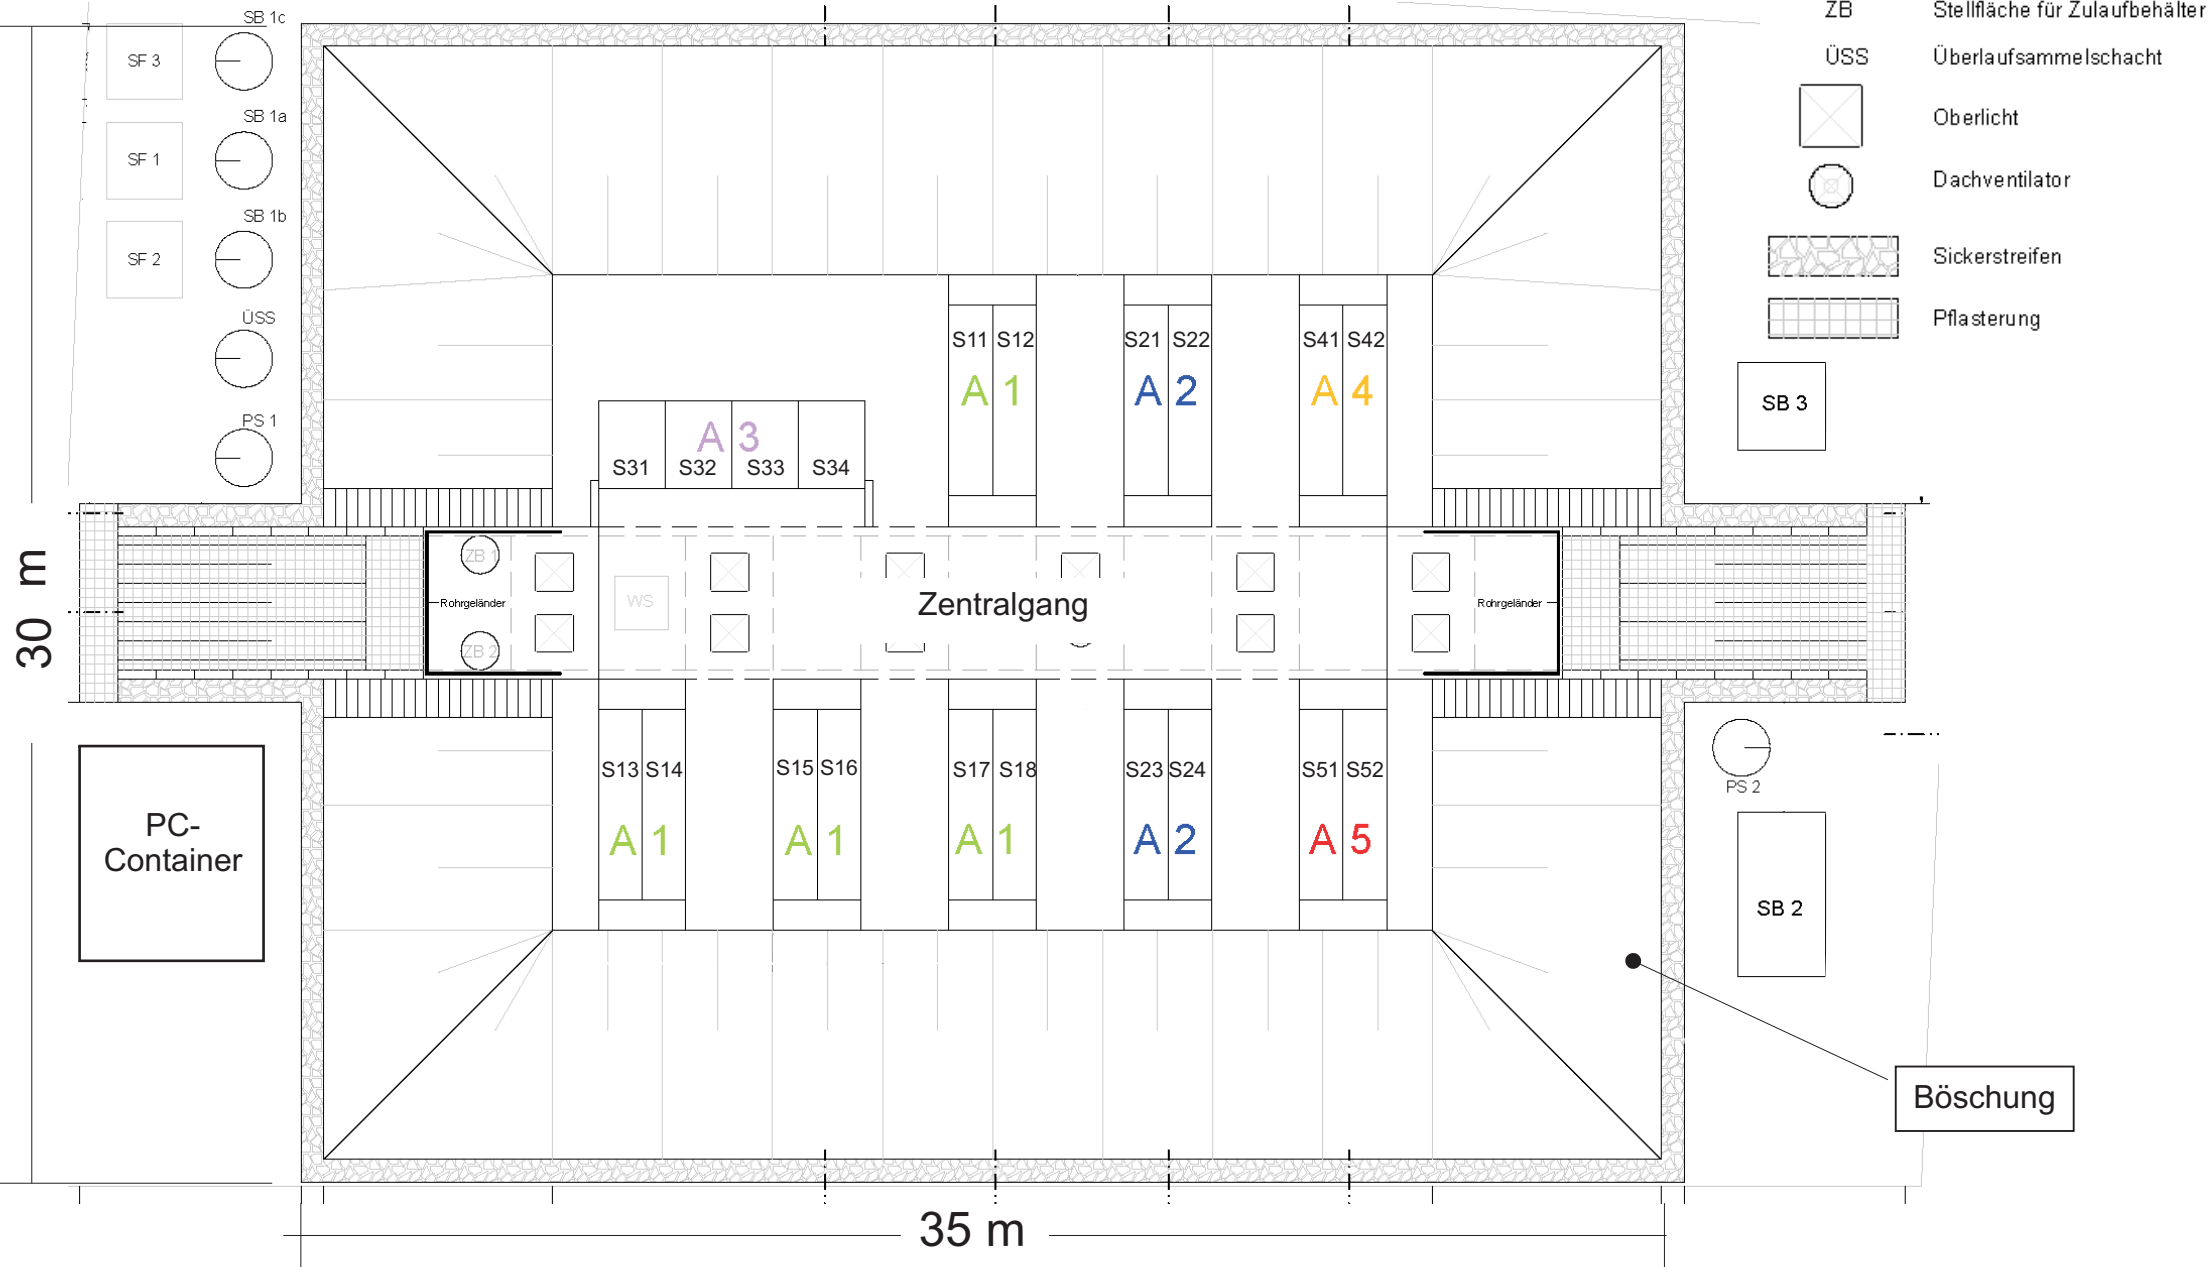 SB 1c
SF 3
SB 1a
SF 1
SB 1b
SF 2
ÜSS
PS 1
ZB Stellfläche für Zulaufbehälter
ÜSS Überlaufsammelschacht
Oberlicht
Dachventilator
Sickerstreifen
Pflasterung
SB 3
S11 S12 S21 S22 S41 S42
A 1 A 2 A 4
A 3
S31 S32 S33 S34
30 m
ZB 1
WS
Rohrgeländer
Zentralgang
Rohrgeländer
ZB 2
S13 S14 S15 S16 S17 S18 S23 S24 S51 S52
A 1 A 1 A 1 A 2 A 5
PC-
Container
PS 2
SB 2
Böschung
35 m